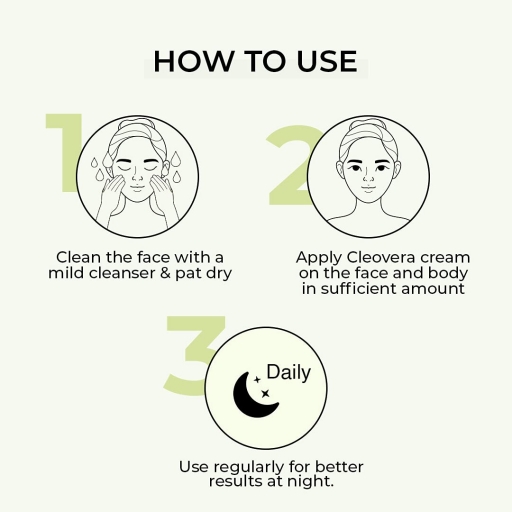 HOW TO USE
1
Clean the face with a
mild cleanser & pat dry
2
Apply Cleovera cream
on the face and body
in sufficient amount
3
Daily
Use regularly for better
results at night.